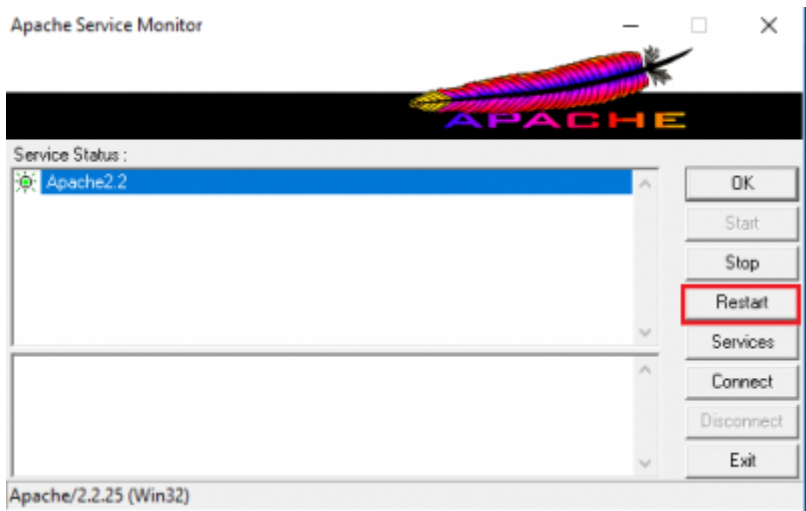 Apache Service Monitor
APACHE
Service Status :
Apache2.2
OK
Start
Stop
Restart
Services
Connect
Disconnect
Exit
Apache/2.2.25 (Win32)